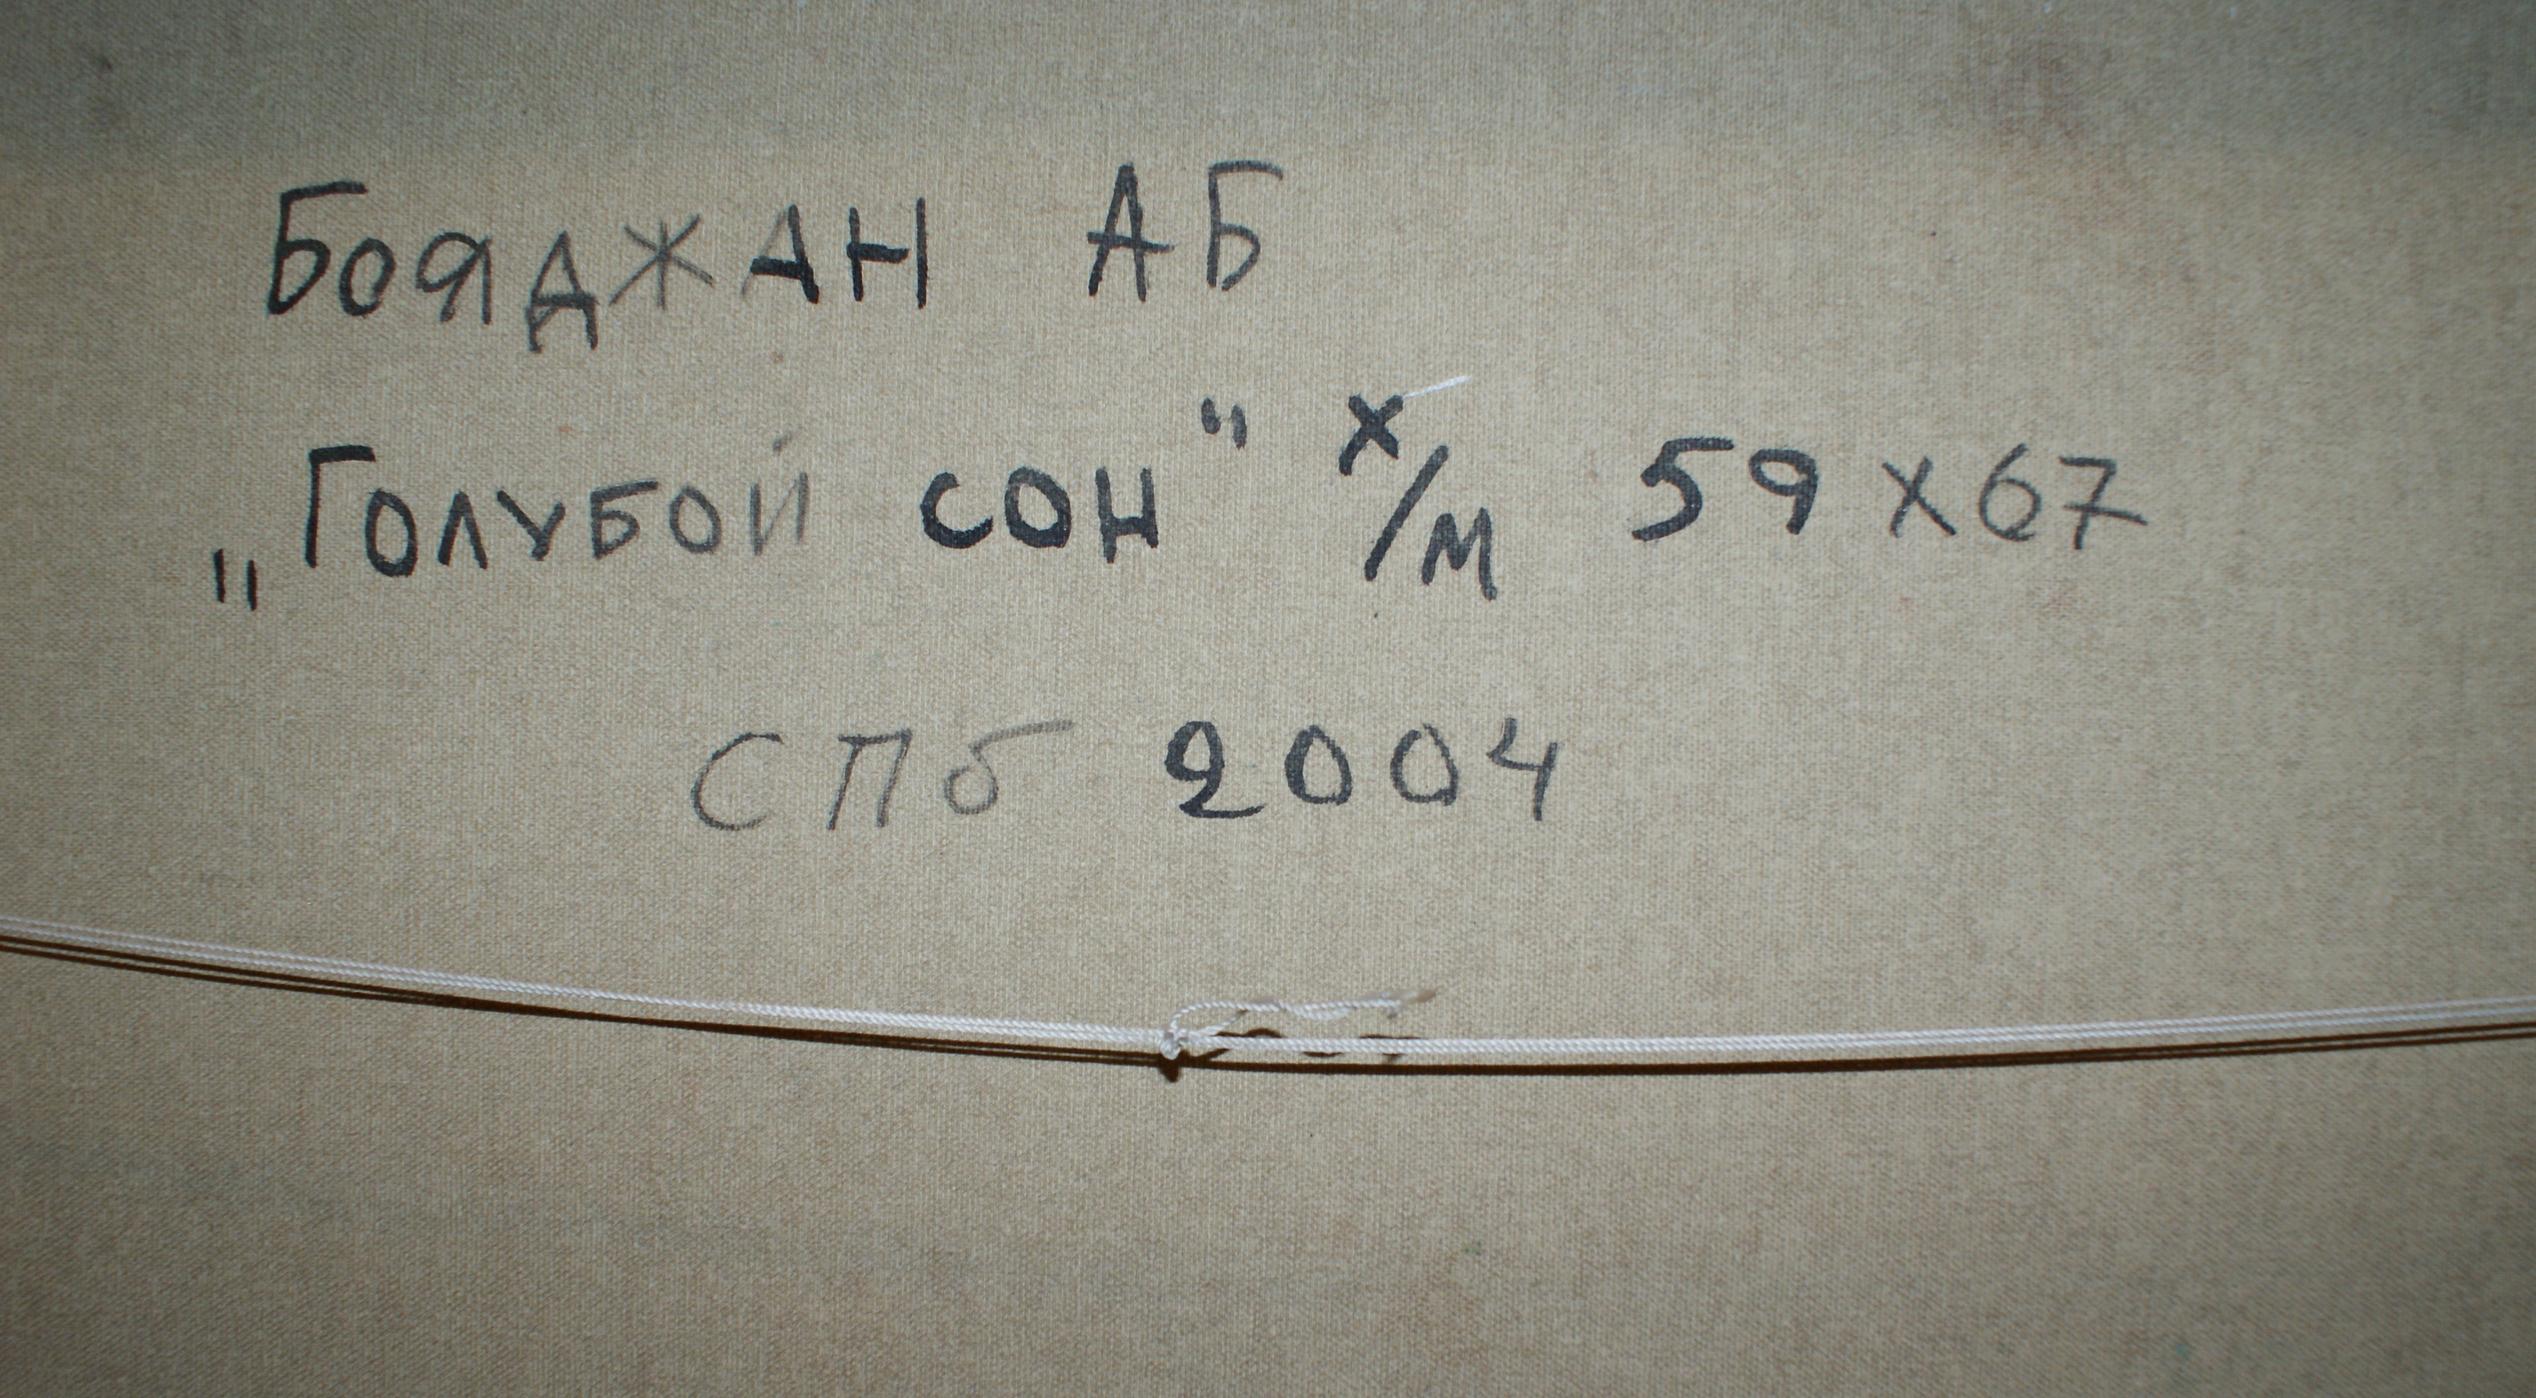 Бояджан АБ
„Голубой сон" х/м 59х67
СПб 2004